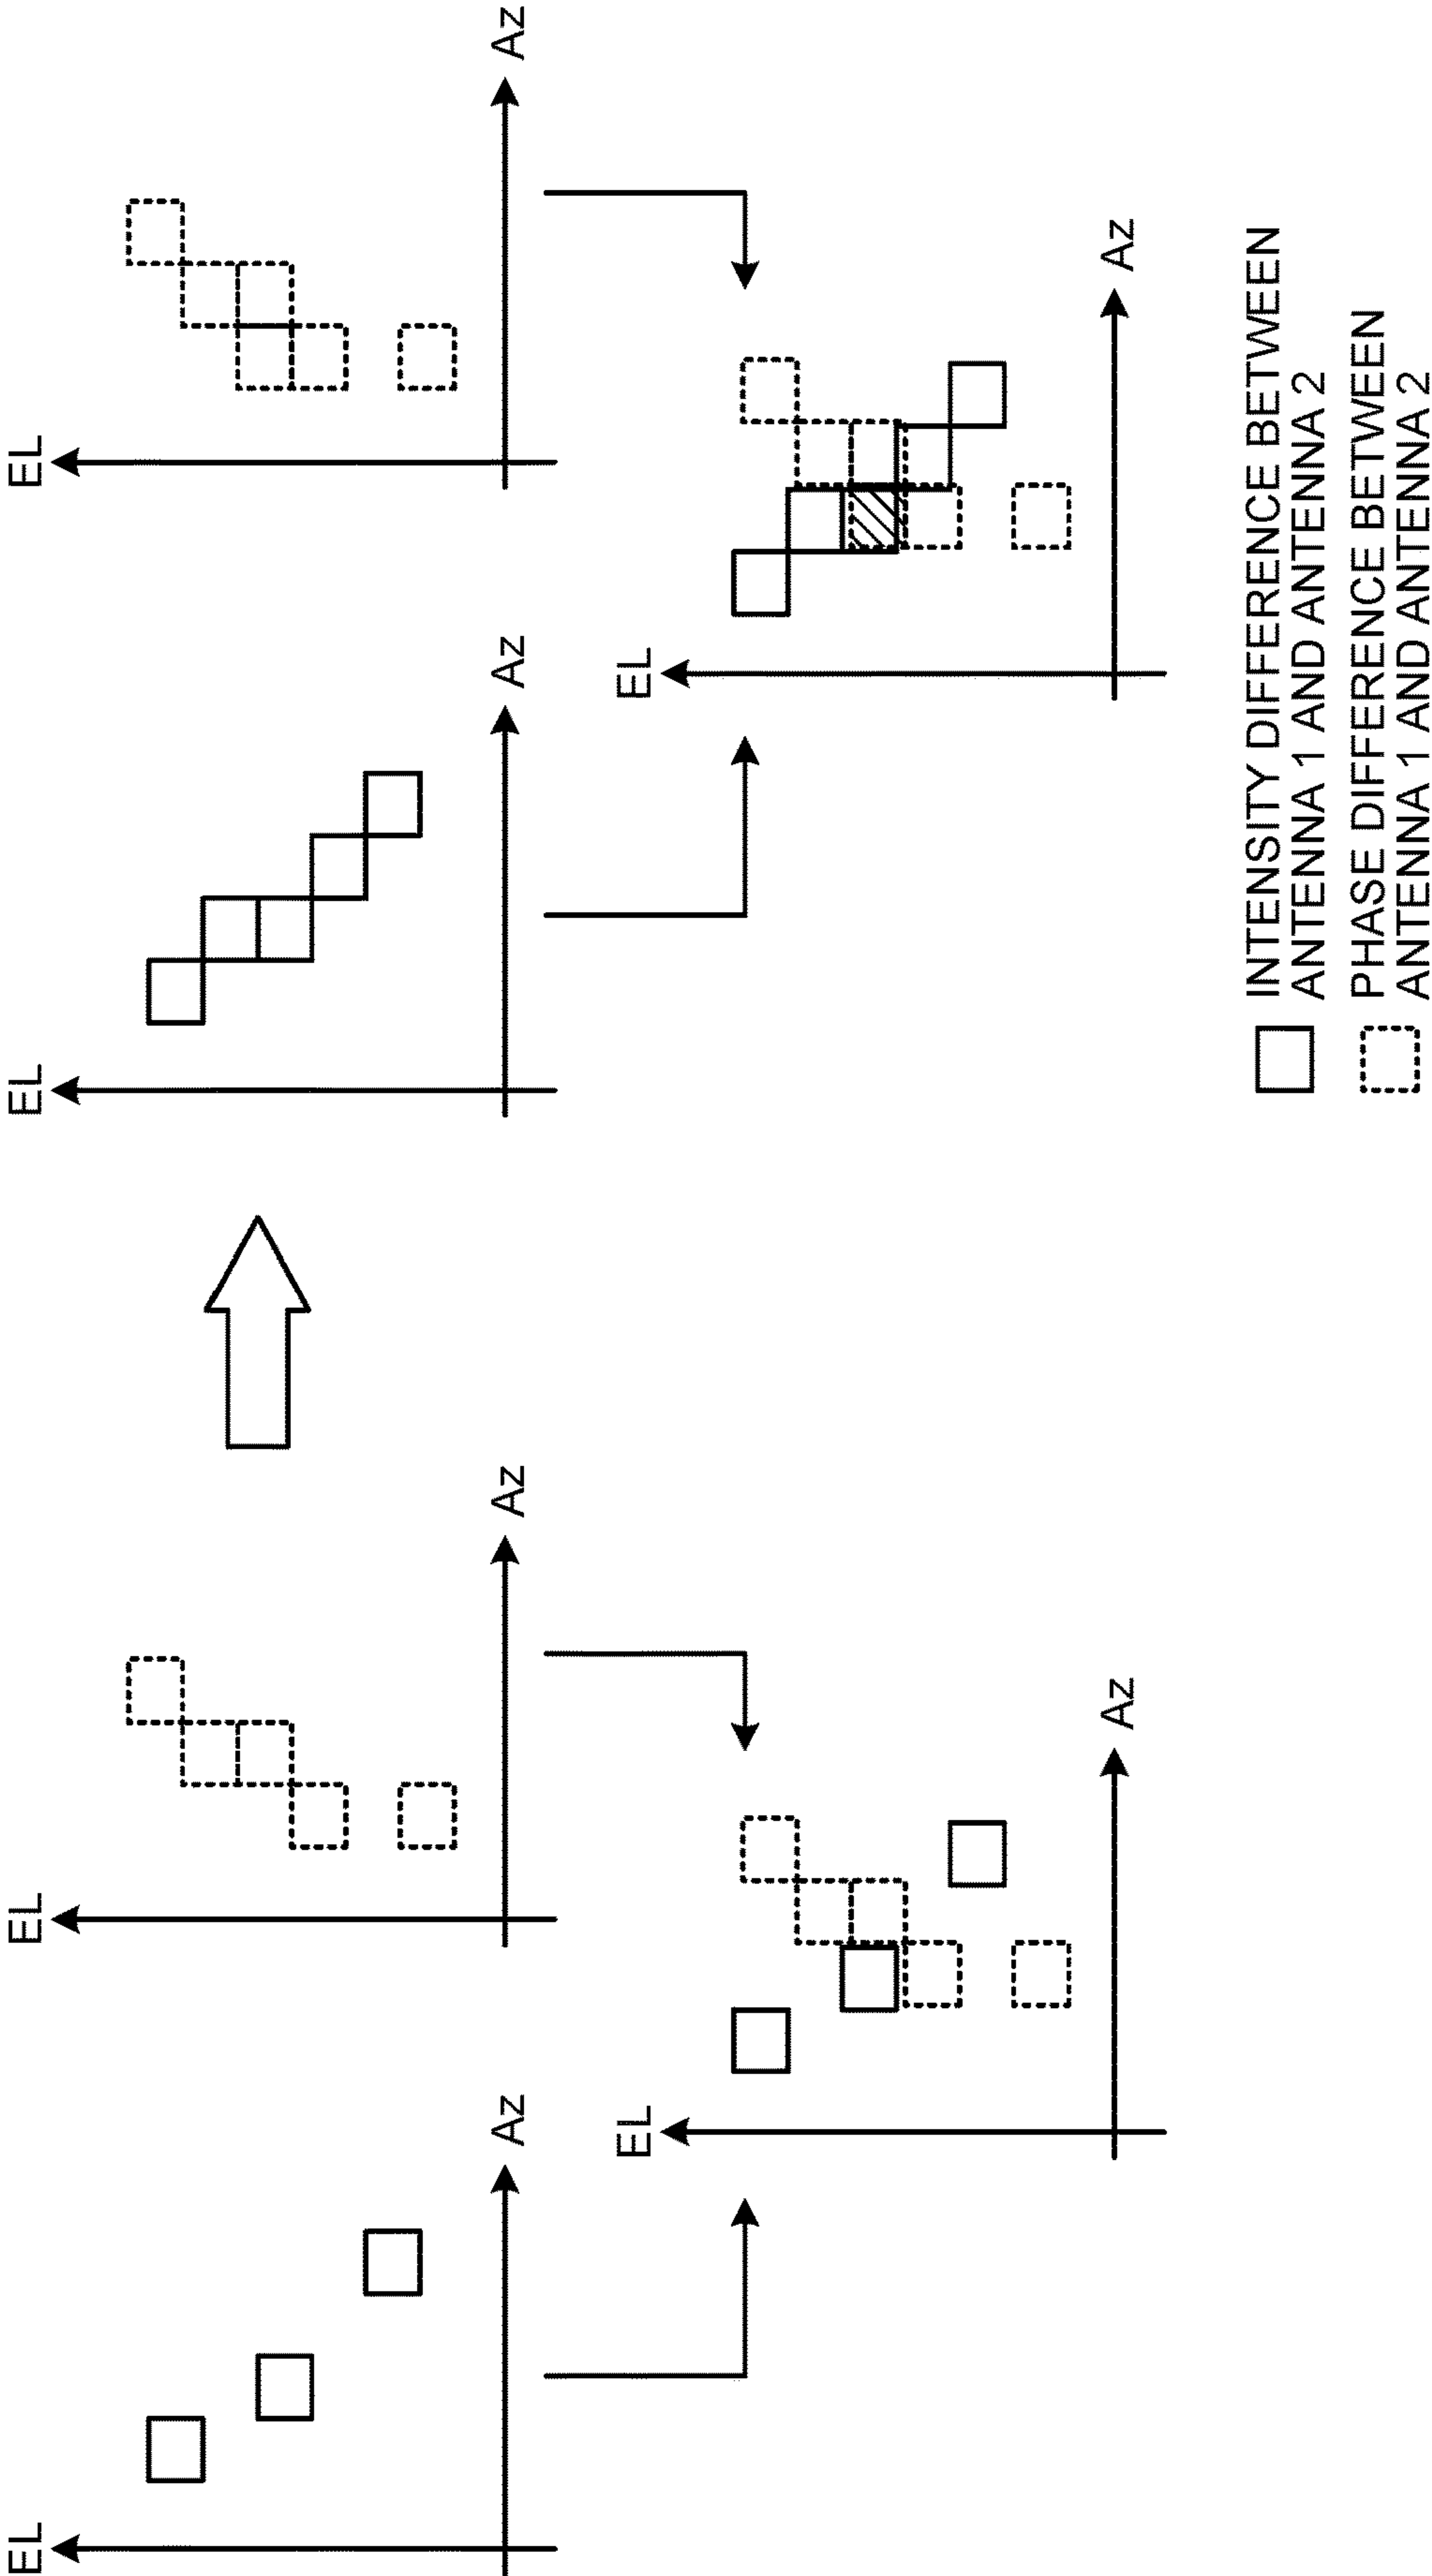 EL
Az
EL
Az
EL
Az
EL
Az
EL
Az
EL
Az
INTENSITY DIFFERENCE BETWEEN
ANTENNA 1 AND ANTENNA 2
PHASE DIFFERENCE BETWEEN
ANTENNA 1 AND ANTENNA 2